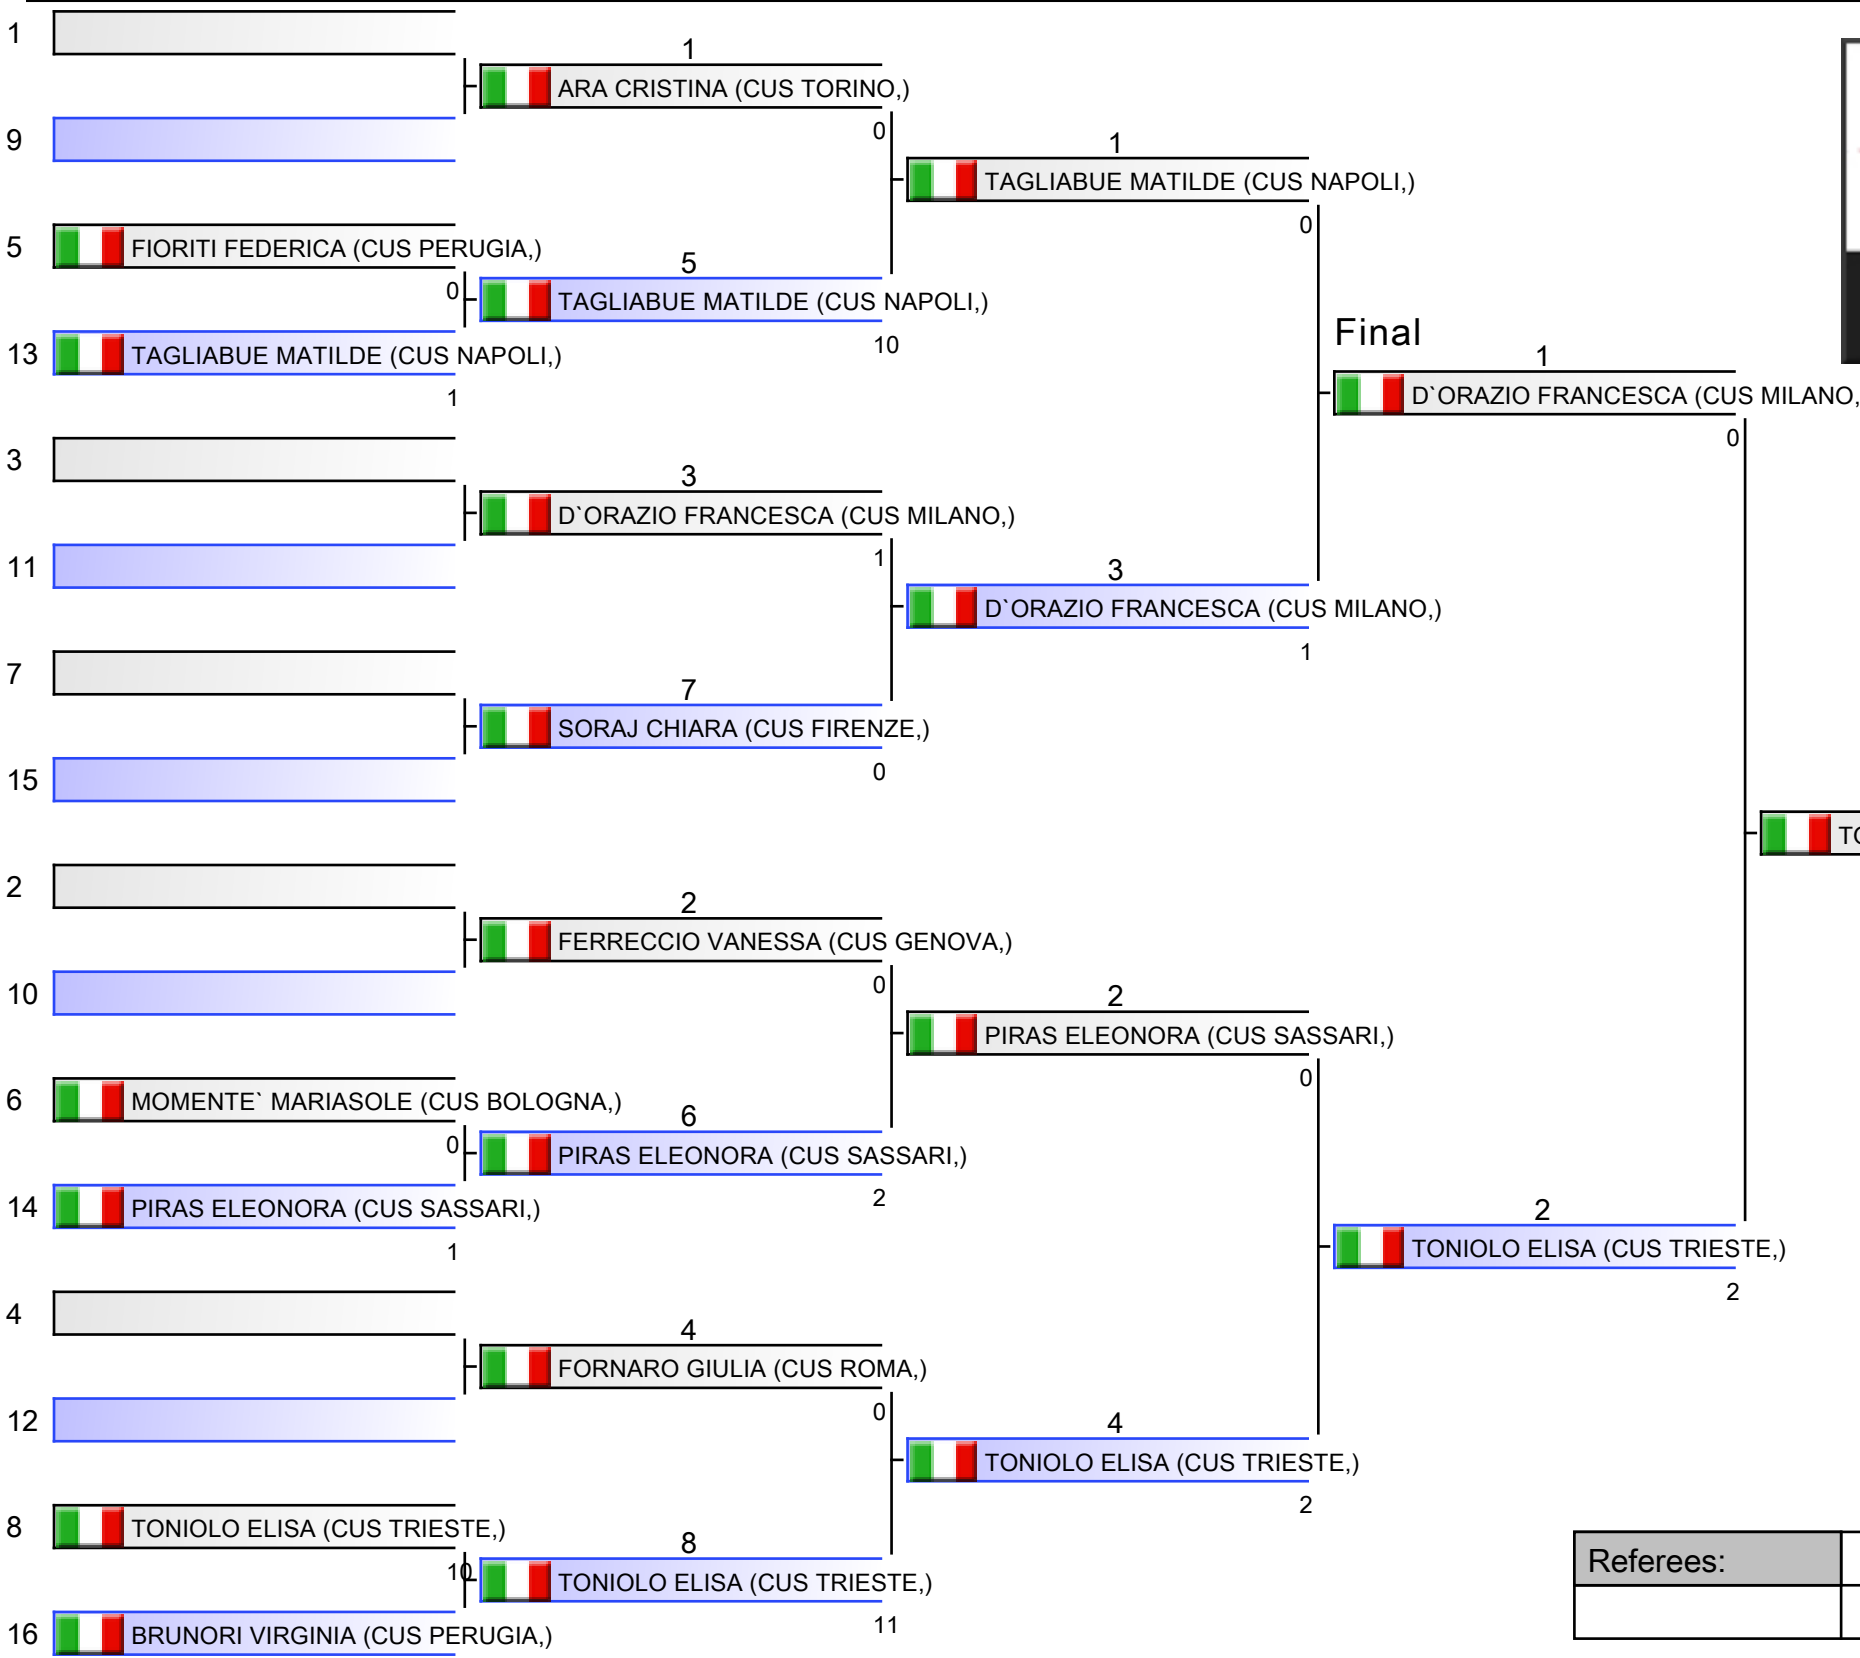 1
1
ARA CRISTINA (CUS TORINO,)
0
9
1
TAGLIABUE MATILDE (CUS NAPOLI,)
0
5
FIORITI FEDERICA (CUS PERUGIA,)
0
5
TAGLIABUE MATILDE (CUS NAPOLI,)
10
13
TAGLIABUE MATILDE (CUS NAPOLI,)
1
Final
1
D`ORAZIO FRANCESCA (CUS MILANO,
0
3
3
D`ORAZIO FRANCESCA (CUS MILANO,)
1
11
3
D`ORAZIO FRANCESCA (CUS MILANO,)
1
7
7
SORAJ CHIARA (CUS FIRENZE,)
0
15
2
2
FERRECCIO VANESSA (CUS GENOVA,)
0
10
2
PIRAS ELEONORA (CUS SASSARI,)
0
6
MOMENTE` MARIASOLE (CUS BOLOGNA,)
0
6
PIRAS ELEONORA (CUS SASSARI,)
2
14
PIRAS ELEONORA (CUS SASSARI,)
1
2
TONIOLO ELISA (CUS TRIESTE,)
2
4
4
FORNARO GIULIA (CUS ROMA,)
0
12
4
TONIOLO ELISA (CUS TRIESTE,)
2
8
TONIOLO ELISA (CUS TRIESTE,)
10
8
TONIOLO ELISA (CUS TRIESTE,)
11
16
BRUNORI VIRGINIA (CUS PERUGIA,)
Referees: